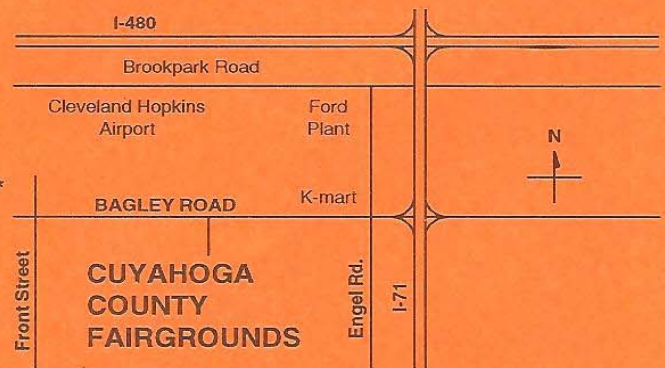 I-480
Brookpark Road
Cleveland Hopkins
Airport
Ford
Plant
N
*
BAGLEY ROAD
K-mart
Front Street
CUYAHOGA
COUNTY
FAIRGROUNDS
Engel Rd.
I-71